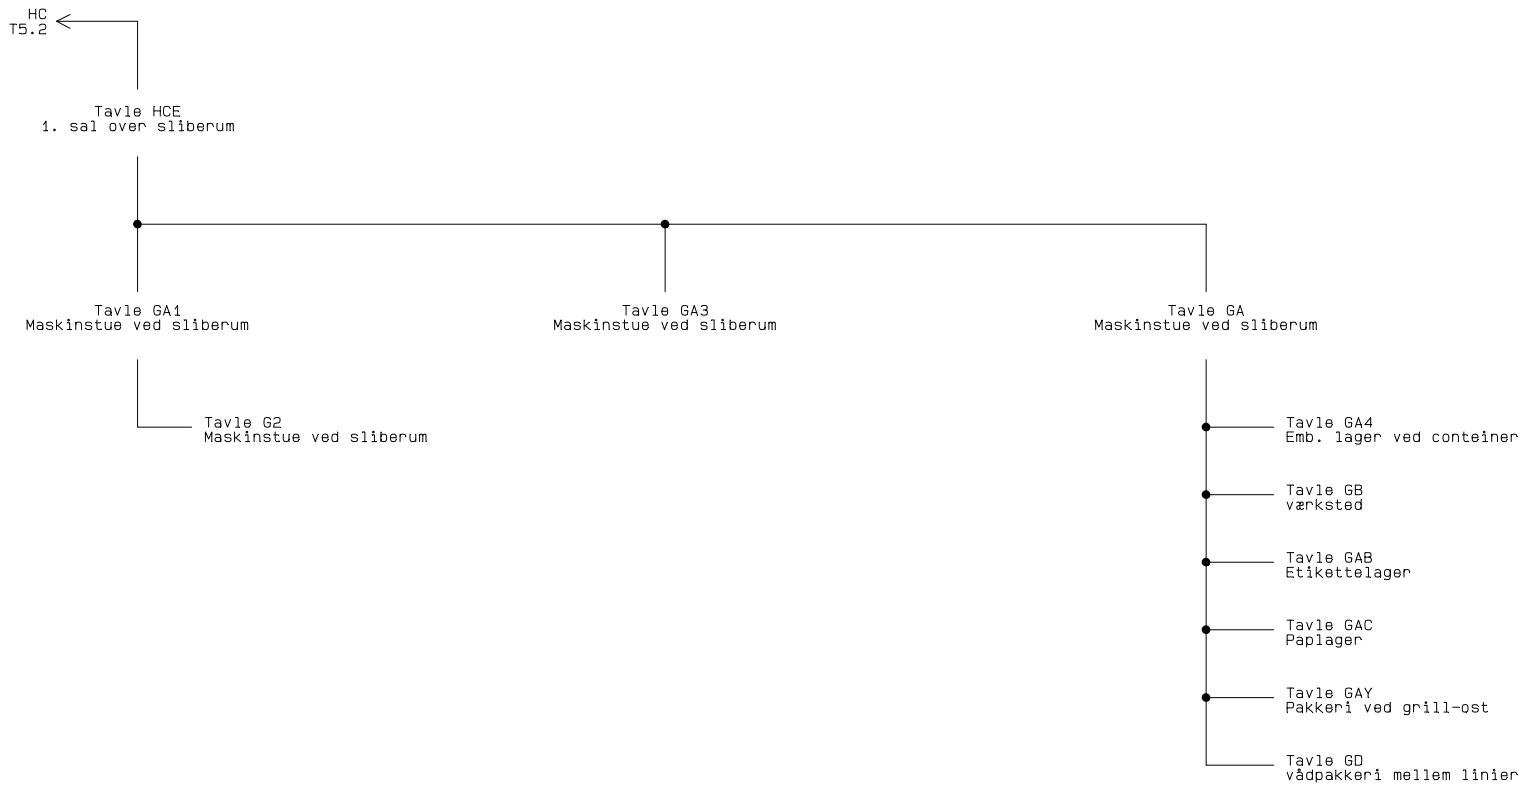 HC
T5.2
Tavle HCE
1. sal over sliberum
Tavle GA1
Maskinstue ved sliberum
Tavle GA3
Maskinstue ved sliberum
Tavle GA
Maskinstue ved sliberum
Tavle G2
Maskinstue ved sliberum
Tavle GA4
Emb. lager ved conteiner
Tavle GB
værksted
Tavle GAB
Etikettelager
Tavle GAC
Paplager
Tavle GAY
Pakkeri ved grill-ost
Tavle GD
vådpakkeri mellem linier